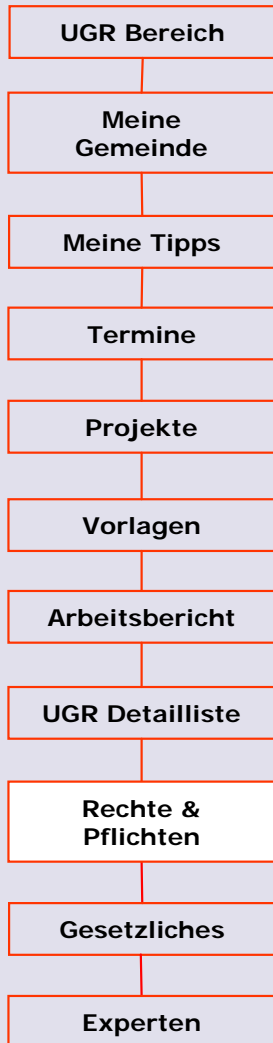 UGR Bereich
Meine
Gemeinde
Meine Tipps
Termine
Projekte
Vorlagen
Arbeitsbericht
UGR Detailliste
Rechte &
Pflichten
Gesetzliches
Experten